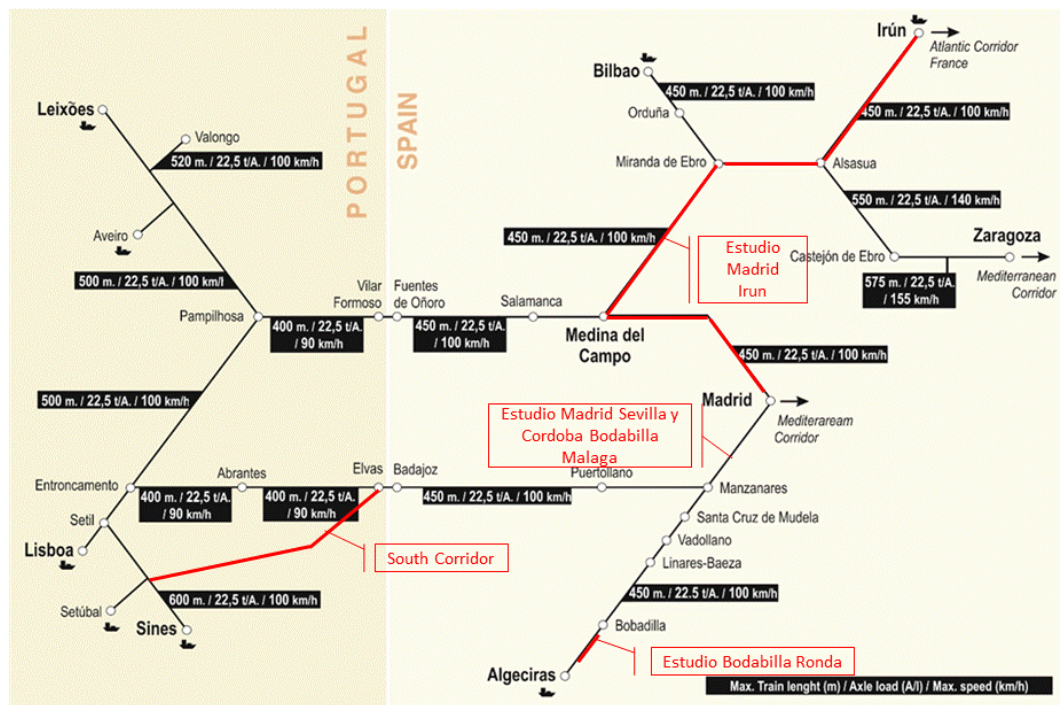 PORTUGAL
SPAIN
Irún
Atlantic Corridor
France
Bilbao
450 m. / 22,5 t/A. / 100 km/h
Orduña
Leixões
Valongo
520 m. / 22,5 t/A. / 100 km/h
450 m. / 22,5 t/A. / 100 km/h
Miranda de Ebro
Alsasua
550 m. / 22,5 t/A. / 140 km/h
Aveiro
450 m. / 22,5 t/A. / 100 km/h
Estudio
Madrid
Irun
Castejón de Ebro
Zaragoza
Mediterranean
Corridor
575 m. / 22,5 t/A.
/ 155 km/h
500 m. / 22,5 t/A. / 100 km/l
Pampilhosa
Vilar
Formoso
Fuentes
de Oñoro
Salamanca
400 m. / 22,5 t/A.
/ 90 km/h
450 m. / 22,5 t/A.
/ 100 km/h
Medina del
Campo
450 m. / 22,5 t/A. / 100 km/h
500 m. / 22,5 t/A. / 100 km/h
Madrid
Mediteraream
Corridor
Estudio Madrid Sevilla y
Cordoba Bodabilla
Malaga
Entroncamento
Abrantes
Elvas
Badajoz
Puertollano
Manzanares
400 m. / 22,5 t/A.
/ 90 km/h
400 m. / 22,5 t/A.
/ 90 km/h
450 m. / 22,5 t/A. / 100 km/h
Setil
Santa Cruz de Mudela
Vadollano
Linares-Baeza
Lisboa
South Corridor
Setúbal
600 m. / 22,5 t/A. / 100 km/h
450 m. / 22.5 t/A. / 100 km/h
Sines
Bobadilla
Estudio Bodabilla Ronda
Algeciras
Max. Train lenght (m) / Axle load (A/l) / Max. speed (km/h)